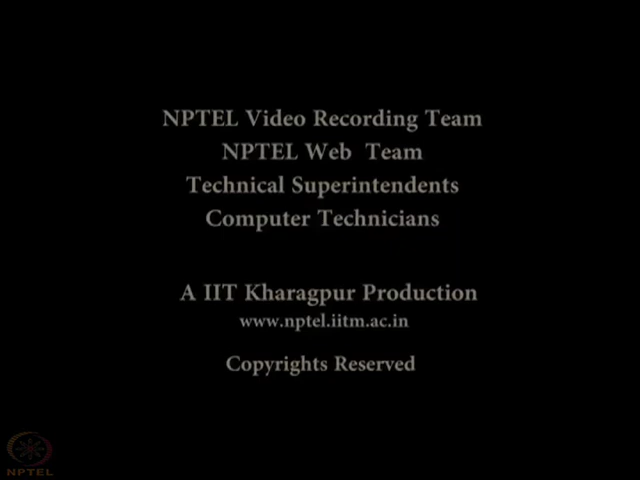 NPTEL Video Recording Team
NPTEL Web Team
Technical Superintendents
Computer Technicians
A IIT Kharagpur Production
www.nptel.iitm.ac.in
Copyrights Reserved
NPTEL